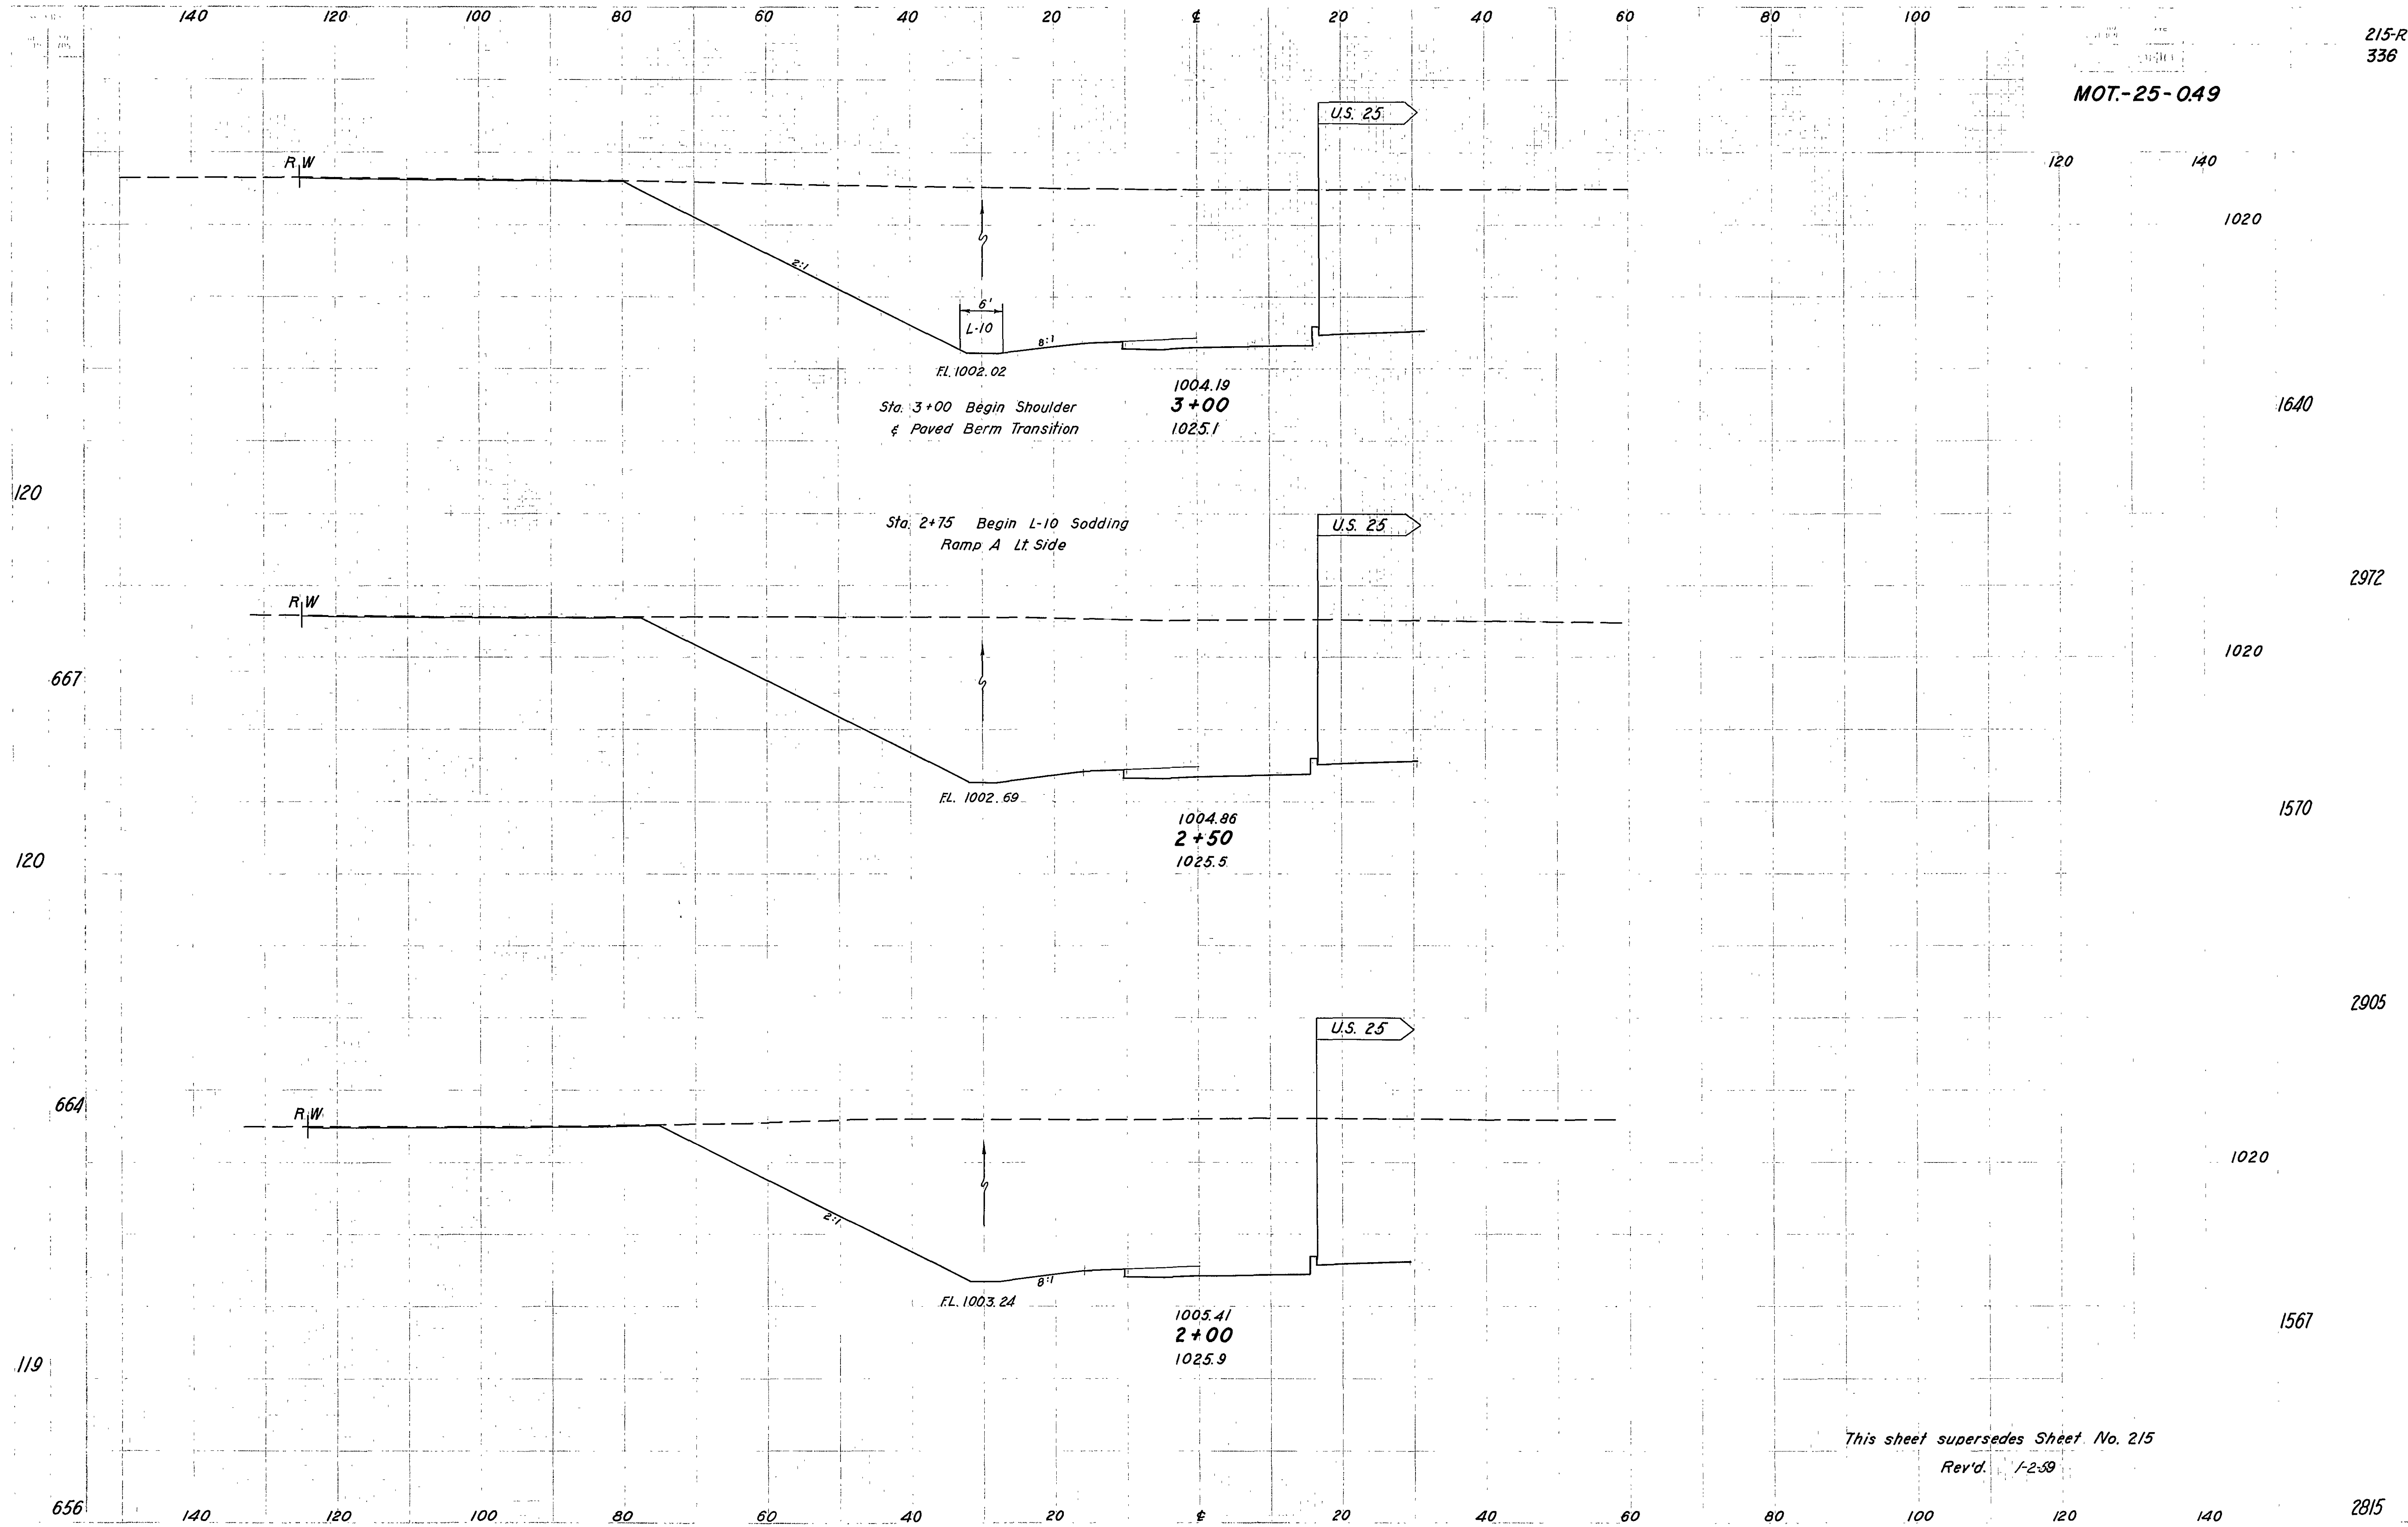 140 120 100 80 60 40 20 ℄ 20 40 60 80 100
215-R
336
MOT.-25-0.49
U.S. 25
R W
120 140
1020
2:1
6'
L-10
8:1
F.L. 1002.02
1004.19
Sta. 3+00 Begin Shoulder
3+00
1640
& Paved Berm Transition
1025.1
120
Sta. 2+75 Begin L-10 Sodding
U.S. 25
Ramp A Lt. Side
2972
R W
1020
667
F.L. 1002.69
1570
1004.86
2+50
120
1025.5
2905
U.S. 25
664
R W
1020
2:1
8:1
F.L. 1003.24
1005.41
1567
2+00
1025.9
119
This sheet supersedes Sheet No. 215
Rev'd. 1-2-59
656
2815
140 120 100 80 60 40 20 ℄ 20 40 60 80 100 120 140